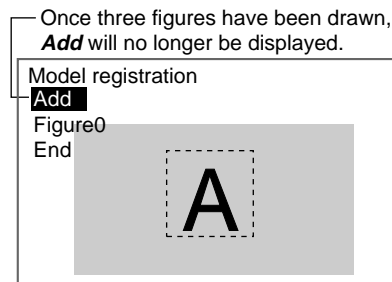 Once three figures have been drawn,
Add will no longer be displayed.
Model registration
Add
Figure0
End
A